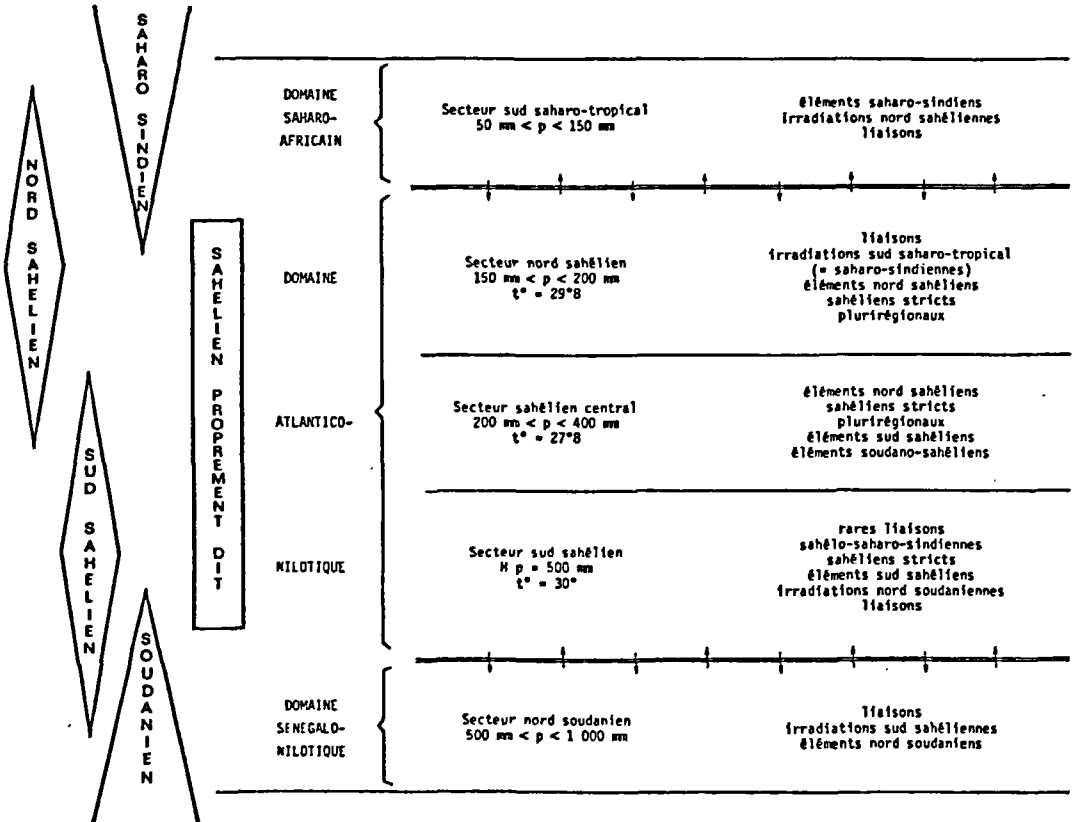 SAHARO SINDIEN
NORD SAHELIEN
SUD SAHELIEN
SOUDANIEN
SAHELIEN PROPREMENT DIT
DOMAINE
SAHARO-
AFRICAIN
Secteur sud saharo-tropical
50 mm < p < 150 mm
éléments saharo-sindiens
irradiations nord sahéliennes
liaisons
DOMAINE
Secteur nord sahélien
150 mm < p < 200 mm
t° = 29°8
liaisons
irradiations sud saharo-tropical
(= saharo-sindiennes)
éléments nord sahéliens
sahéliens stricts
plurirégionaux
ATLANTICO-
Secteur sahélien central
200 mm < p < 400 mm
t° = 27°8
éléments nord sahéliens
sahéliens stricts
plurirégionaux
éléments sud sahéliens
éléments soudano-sahéliens
NILOTIQUE
Secteur sud sahélien
M p = 500 mm
t° = 30°
rares liaisons
sahélo-saharo-sindiennes
sahéliens stricts
éléments sud sahéliens
irradiations nord soudaniennes
liaisons
DOMAINE
SENEGALO-
NILOTIQUE
Secteur nord soudanien
500 mm < p < 1 000 mm
liaisons
irradiations sud sahéliennes
éléments nord soudaniens